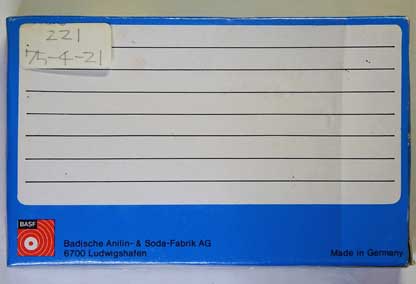 221
75-4-21
BASF
Badische Anilin- & Soda-Fabrik AG
6700 Ludwigshafen
Made in Germany